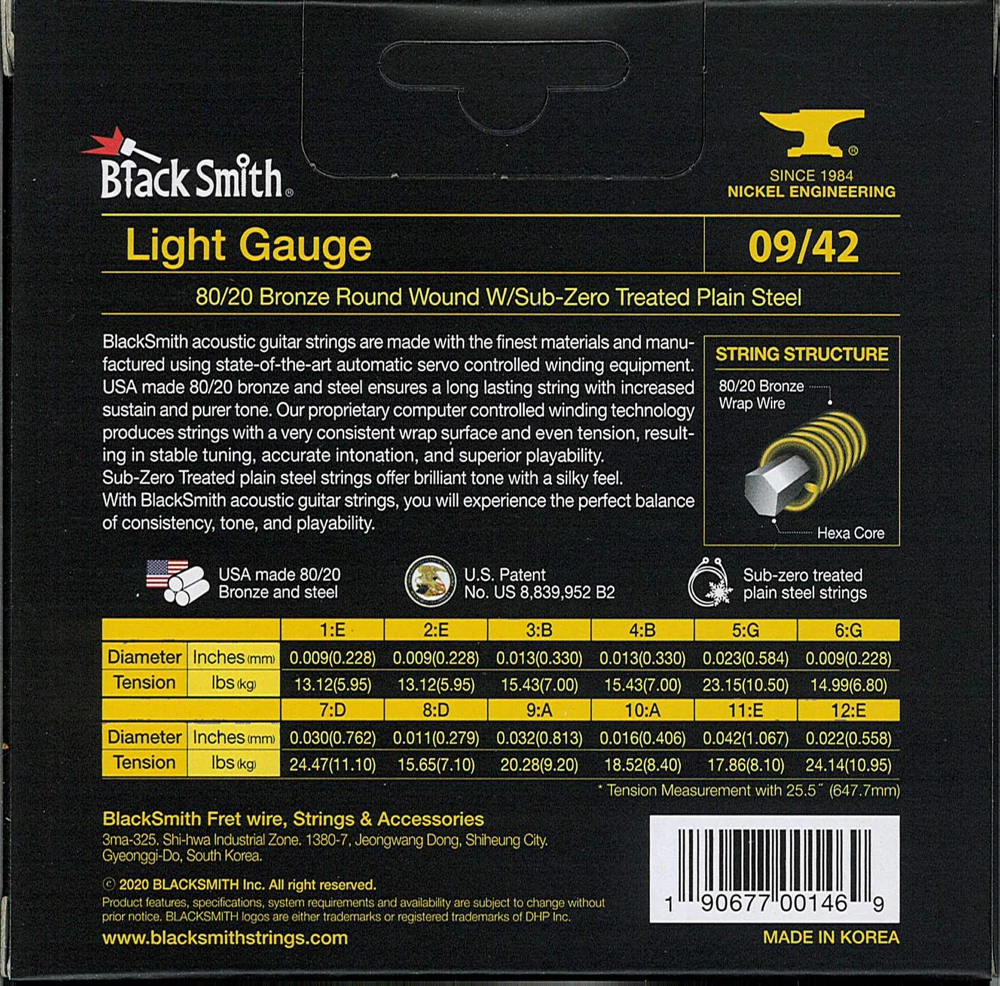 Black Smith®
®
SINCE 1984
NICKEL ENGINEERING
Light Gauge
09/42
80/20 Bronze Round Wound W/Sub-Zero Treated Plain Steel
BlackSmith acoustic guitar strings are made with the finest materials and manu-
factured using state-of-the-art automatic servo controlled winding equipment.
USA made 80/20 bronze and steel ensures a long lasting string with increased
sustain and purer tone. Our proprietary computer controlled winding technology
produces strings with a very consistent wrap surface and even tension, result-
ing in stable tuning, accurate intonation, and superior playability.
Sub-Zero Treated plain steel strings offer brilliant tone with a silky feel.
With BlackSmith acoustic guitar strings, you will experience the perfect balance
of consistency, tone, and playability.
STRING STRUCTURE
80/20 Bronze
Wrap Wire
Hexa Core
USA made 80/20
Bronze and steel
U.S. Patent
No. US 8,839,952 B2
Sub-zero treated
plain steel strings
1:E 2:E 3:B 4:B 5:G 6:G
Diameter Inches (mm) 0.009(0.228) 0.009(0.228) 0.013(0.330) 0.013(0.330) 0.023(0.584) 0.009(0.228)
Tension lbs (kg) 13.12(5.95) 13.12(5.95) 15.43(7.00) 15.43(7.00) 23.15(10.50) 14.99(6.80)
7:D 8:D 9:A 10:A 11:E 12:E
Diameter Inches (mm) 0.030(0.762) 0.011(0.279) 0.032(0.813) 0.016(0.406) 0.042(1.067) 0.022(0.558)
Tension lbs (kg) 24.47(11.10) 15.65(7.10) 20.28(9.20) 18.52(8.40) 17.86(8.10) 24.14(10.95)
* Tension Measurement with 25.5˝ (647.7mm)
BlackSmith Fret wire, Strings & Accessories
3ma-325, Shi-hwa Industrial Zone. 1380-7, Jeongwang Dong, Shiheung City.
Gyeonggi-Do, South Korea.
© 2020 BLACKSMITH Inc. All right reserved.
Product features, specifications, system requirements and availability are subject to change without
prior notice. BLACKSMITH logos are either trademarks or registered trademarks of DHP Inc.
www.blacksmithstrings.com
1 90677 00146 9
MADE IN KOREA